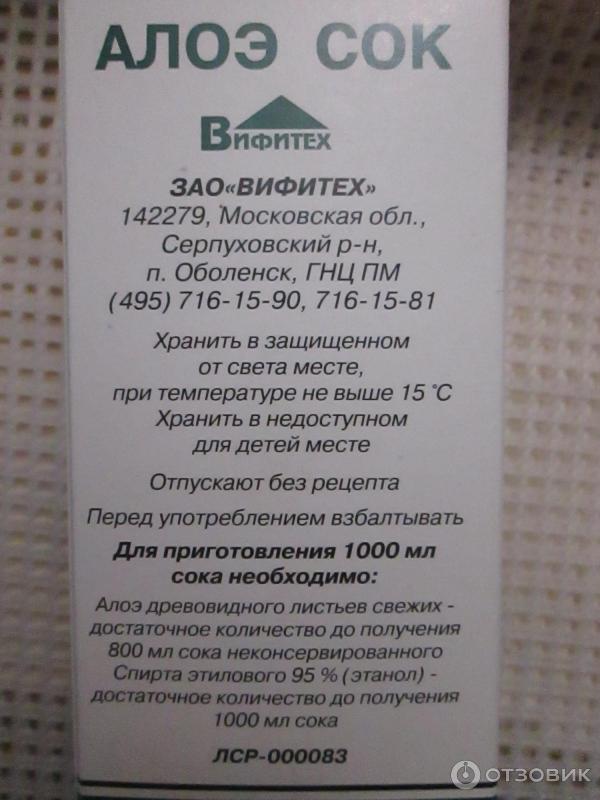 АЛОЭ СОК
ВИФИТЕХ
ЗАО«ВИФИТЕХ»
142279, Московская обл.,
Серпуховский р-н,
п. Оболенск, ГНЦ ПМ
(495) 716-15-90, 716-15-81
Хранить в защищенном
от света месте,
при температуре не выше 15 °С
Хранить в недоступном
для детей месте
Отпускают без рецепта
Перед употреблением взбалтывать
Для приготовления 1000 мл
сока необходимо:
Алоэ древовидного листьев свежих -
достаточное количество до получения
800 мл сока неконсервированного
Спирта этилового 95 % (этанол) -
достаточное количество до получения
1000 мл сока
ЛСР-000083
ОТЗОВИК